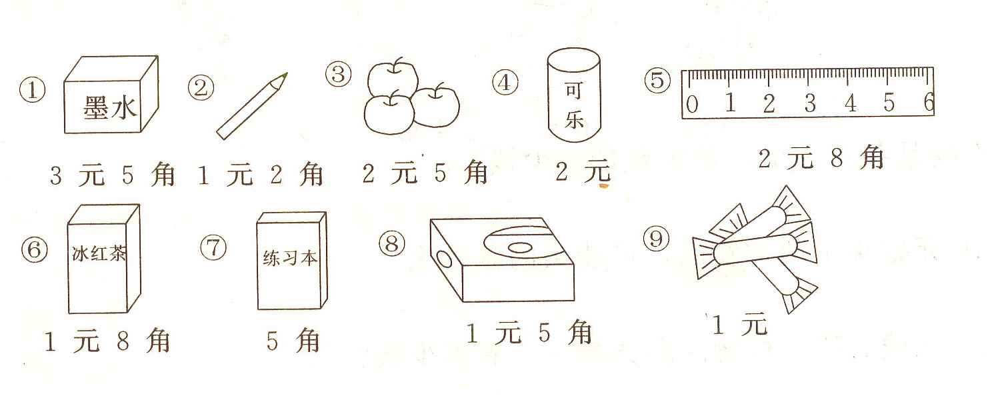 ① 墨水
3 元 5 角
②
1 元 2 角
③
2 元 5 角
④ 可
乐
2 元
⑤ 0 1 2 3 4 5 6
2 元 8 角
⑥ 冰红茶
1 元 8 角
⑦ 练习本
5 角
⑧
1 元 5 角
⑨
1 元